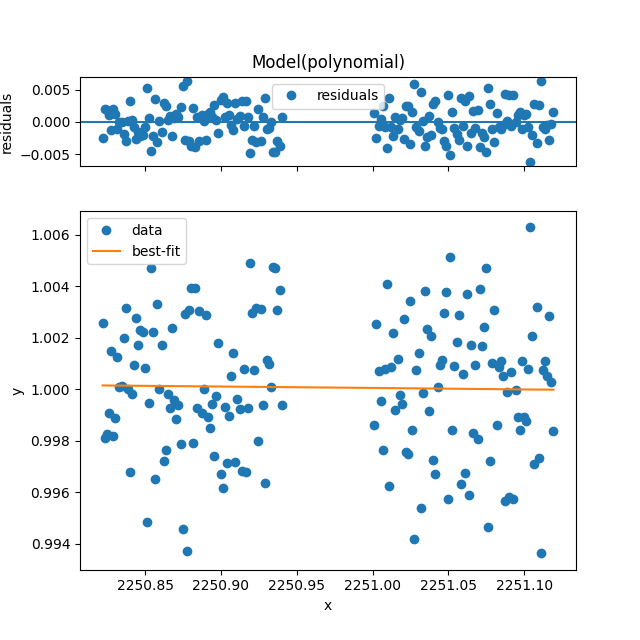 Model(polynomial)
residuals
0.005
0.000
−0.005
residuals
data
best-fit
y
1.006
1.004
1.002
1.000
0.998
0.996
0.994
2250.85 2250.90 2250.95 2251.00 2251.05 2251.10
x